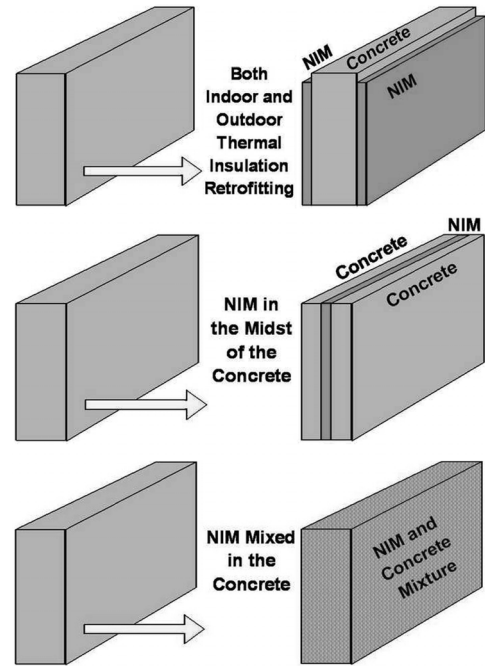 Both
Indoor and
Outdoor
Thermal
Insulation
Retrofitting
NIM
Concrete
NIM
NIM in
the Midst
of the
Concrete
Concrete
NIM
Concrete
NIM Mixed
in the
Concrete
NIM and
Concrete
Mixture